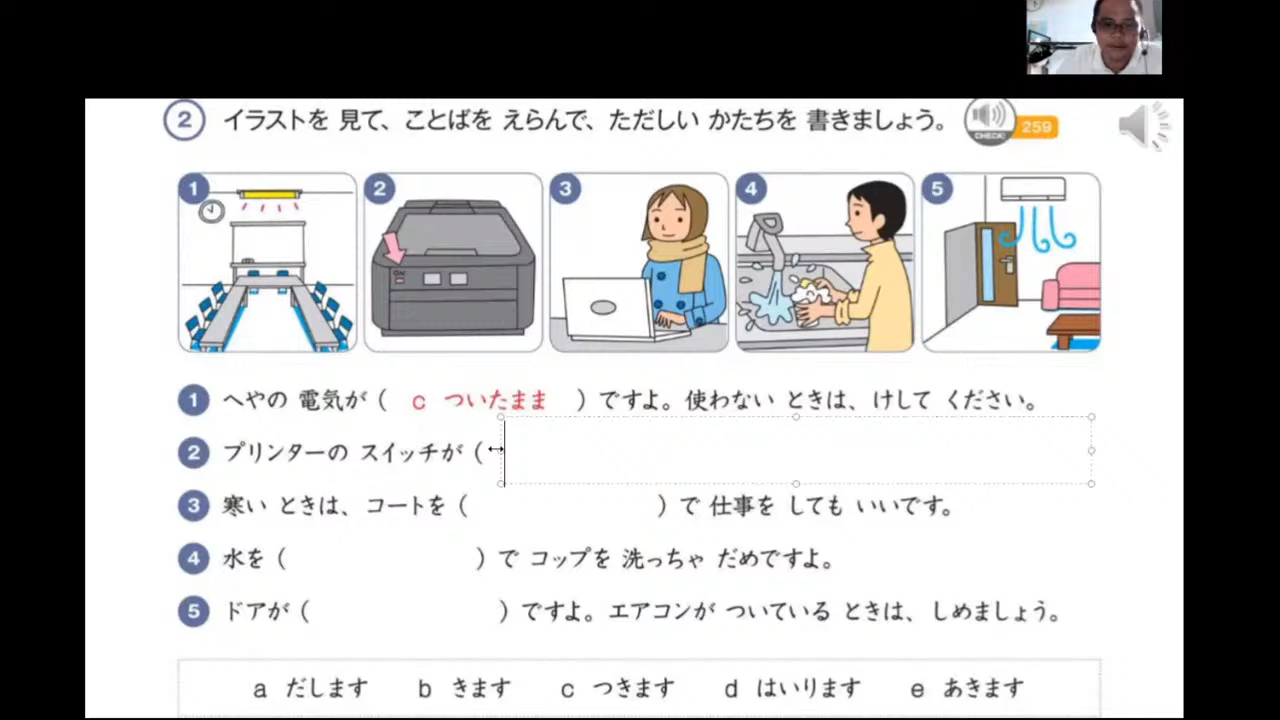 2 イラストを 見て、ことばを えらんで、ただしい かたちを 書きましょう。 CHECK! 259
1 2 3 4 5
ON
1 へやの 電気が( c ついたまま )ですよ。使わない ときは、けして ください。
2 プリンターの スイッチが(
3 寒い ときは、コートを( )で 仕事を しても いいです。
4 水を( )で コップを 洗っちゃ だめですよ。
5 ドアが( )ですよ。エアコンが ついている ときは、しめましょう。
a だします b きます c つきます d はいります e あきます